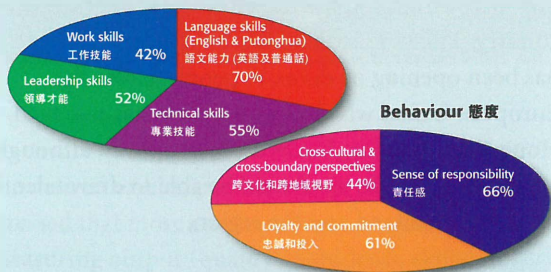 Work skills
工作技能 42%
Language skills
(English & Putonghua)
語文能力 (英語及普通話)
70%
Leadership skills
領導才能 52%
Technical skills
專業技能 55%
Behaviour 態度
Cross-cultural &
cross-boundary perspectives
跨文化和跨地域視野 44%
Sense of responsibility
責任感 66%
Loyalty and commitment
忠誠和投入 61%